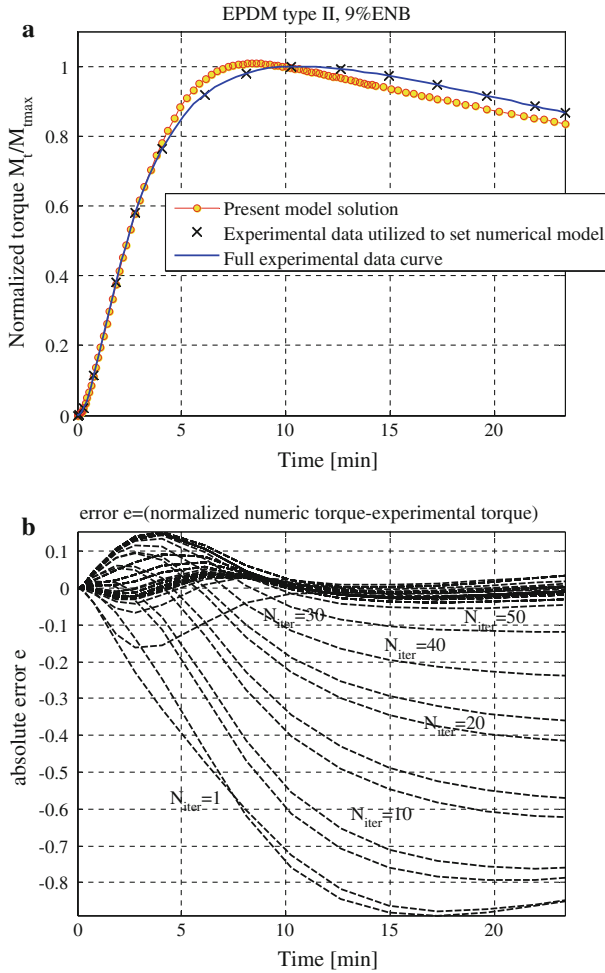 EPDM type II, 9%ENB
a
Normalized torque Mt/Mtmax
1
0.8
0.6
0.4
0.2
0
Present model solution
Experimental data utilized to set numerical model
Full experimental data curve
0 5 10 15 20
Time [min]
b
error e=(normalized numeric torque-experimental torque)
absolute error e
0.1
0
-0.1
-0.2
-0.3
-0.4
-0.5
-0.6
-0.7
-0.8
Niter=30
Niter=50
Niter=40
Niter=20
Niter=1
Niter=10
0 5 10 15 20
Time [min]